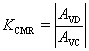 K_CMR = |A_VD / A_VC|